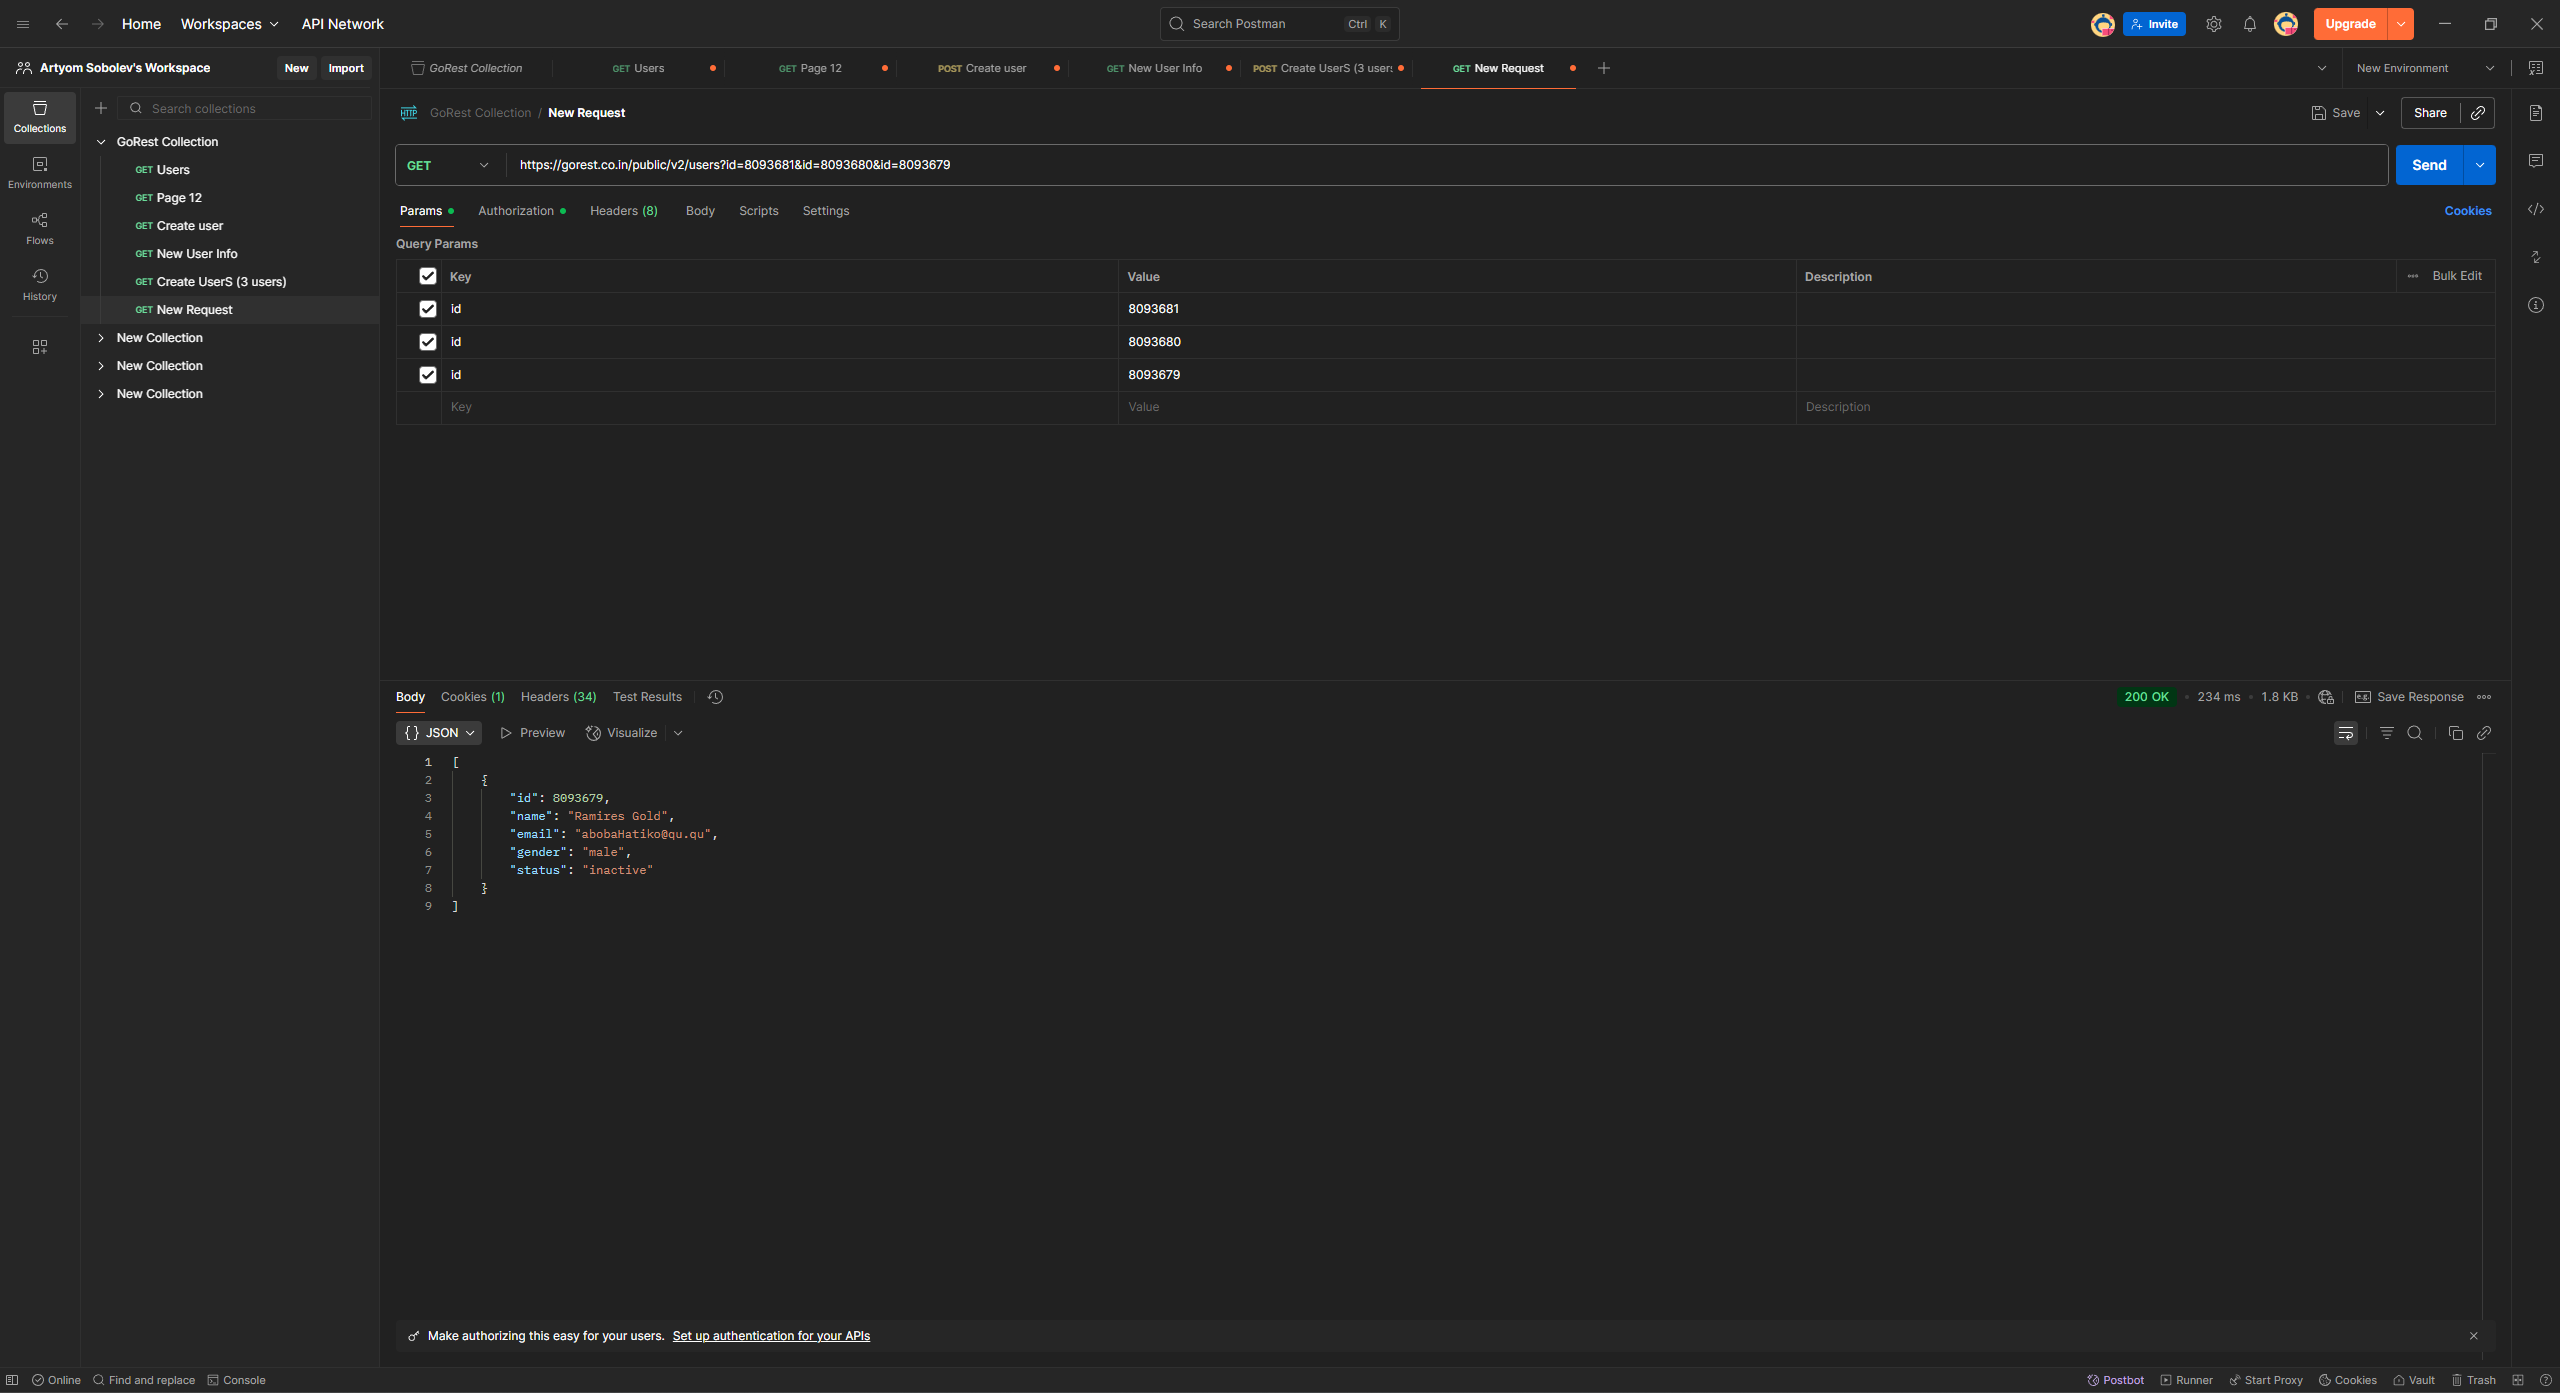 Home Workspaces API Network Search Postman Ctrl K Invite Upgrade
Artyom Sobolev's Workspace New Import GoRest Collection GET Users GET Page 12 POST Create user GET New User Info POST Create UserS (3 users GET New Request New Environment
Collections
Environments
Flows
History
Search collections
GoRest Collection
GET Users
GET Page 12
GET Create user
GET New User Info
GET Create UserS (3 users)
GET New Request
New Collection
New Collection
New Collection
HTTP GoRest Collection / New Request Save Share
GET https://gorest.co.in/public/v2/users?id=8093681&id=8093680&id=8093679 Send
Params Authorization Headers (8) Body Scripts Settings Cookies
Query Params
Key Value Description Bulk Edit
id 8093681
id 8093680
id 8093679
Key Value Description
Body Cookies (1) Headers (34) Test Results 200 OK 234 ms 1.8 KB e.g. Save Response
{} JSON Preview Visualize
1 [
2 {
3 "id": 8093679,
4 "name": "Ramires Gold",
5 "email": "abobaHatiko@qu.qu",
6 "gender": "male",
7 "status": "inactive"
8 }
9 ]
Make authorizing this easy for your users. Set up authentication for your APIs
Online Find and replace Console Postbot Runner Start Proxy Cookies Vault Trash